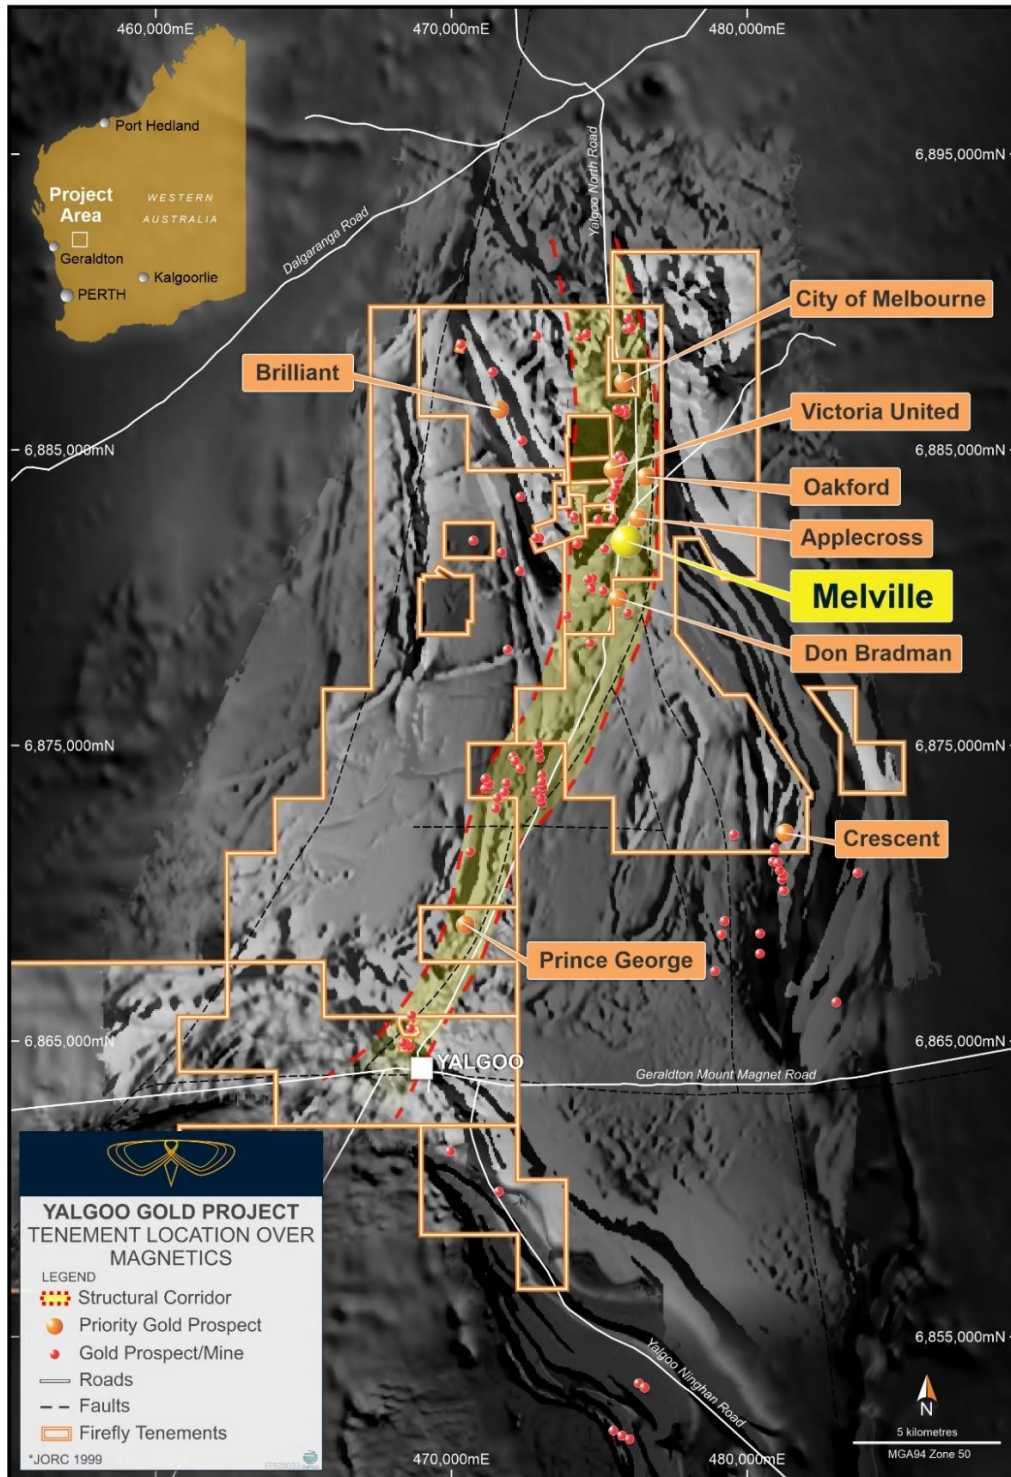 460,000mE
470,000mE
480,000mE
Port Hedland
Project
Area
WESTERN
AUSTRALIA
Geraldton
Kalgoorlie
PERTH
Yalgoo North Road
Dalgaranga Road
6,895,000mN
City of Melbourne
Brilliant
Victoria United
6,885,000mN
6,885,000mN
Oakford
Applecross
Melville
Don Bradman
6,875,000mN
6,875,000mN
Crescent
Prince George
6,865,000mN
6,865,000mN
YALGOO
Geraldton Mount Magnet Road
YALGOO GOLD PROJECT
TENEMENT LOCATION OVER
MAGNETICS
LEGEND
Structural Corridor
Priority Gold Prospect
Gold Prospect/Mine
Roads
Faults
Firefly Tenements
*JORC 1999
6,855,000mN
Yalgoo Ninghan Road
N
5 kilometres
MGA94 Zone 50
470,000mE
480,000mE